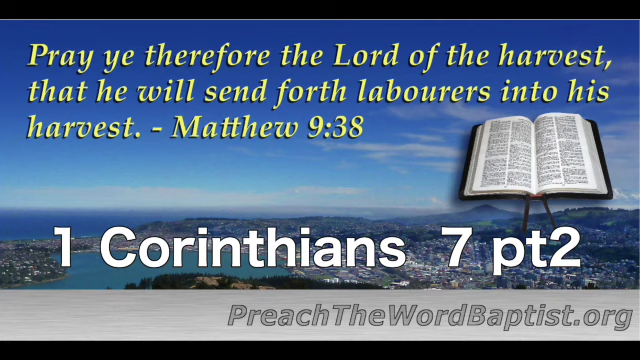 Pray ye therefore the Lord of the harvest,
that he will send forth labourers into his
harvest. - Matthew 9:38
1 Corinthians 7 pt2
PreachTheWordBaptist.org